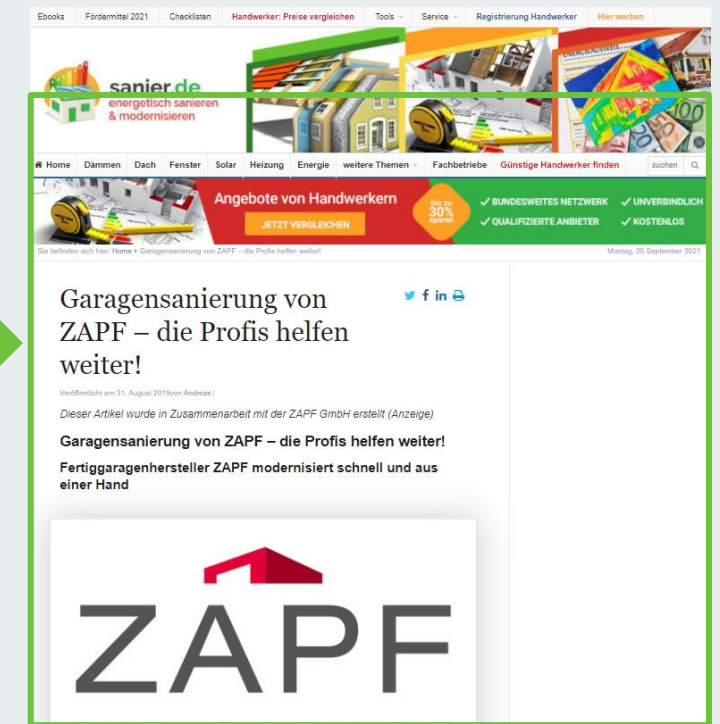 Ebooks Fördermittel 2021 Checklisten Handwerker: Preise vergleichen Tools Service Registrierung Handwerker Hier werben
sanier.de
energetisch sanieren
& modernisieren
ENERGIEAUSWEIS
Home Dämmen Dach Fenster Solar Heizung Energie weitere Themen Fachbetriebe Günstige Handwerker finden suchen
Angebote von Handwerkern
JETZT VERGLEICHEN
bis zu
30%
sparen
✓ BUNDESWEITES NETZWERK ✓ UNVERBINDLICH
✓ QUALIFIZIERTE ANBIETER ✓ KOSTENLOS
Sie befinden sich hier: Home › Garagensanierung von ZAPF – die Profis helfen weiter!
Montag, 20 September 2021
Garagensanierung von
ZAPF – die Profis helfen
weiter!
Veröffentlicht am 31. August 2019von Andreas |
Dieser Artikel wurde in Zusammenarbeit mit der ZAPF GmbH erstellt (Anzeige)
Garagensanierung von ZAPF – die Profis helfen weiter!
Fertiggaragenhersteller ZAPF modernisiert schnell und aus
einer Hand
ZAPF